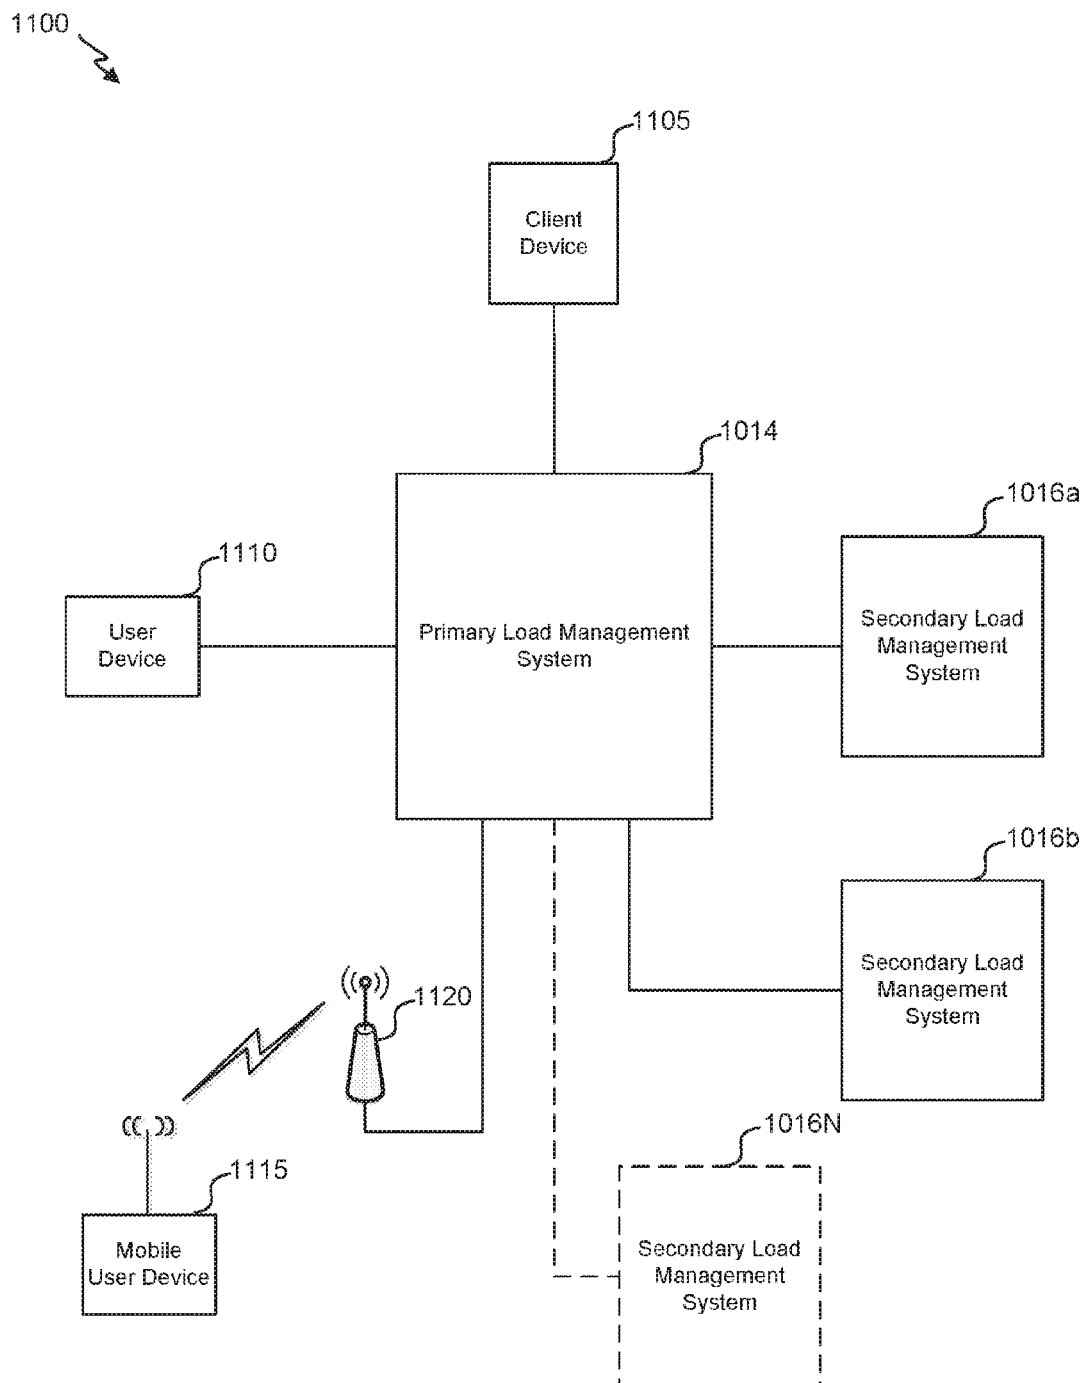 1100
1105
Client
Device
1014
1016a
1110
User
Device
Primary Load Management
System
Secondary Load
Management
System
1016b
Secondary Load
Management
System
1120
1016N
1115
Mobile
User Device
Secondary Load
Management
System